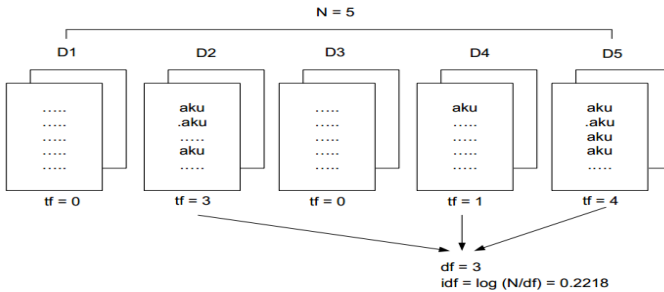 N = 5
D1 D2 D3 D4 D5
..... aku ..... aku aku
..... .aku ..... ..... .aku
..... ..... ..... ..... aku
..... aku ..... ..... aku
..... ..... ..... ..... .....
tf = 0 tf = 3 tf = 0 tf = 1 tf = 4
df = 3
idf = log (N/df) = 0.2218